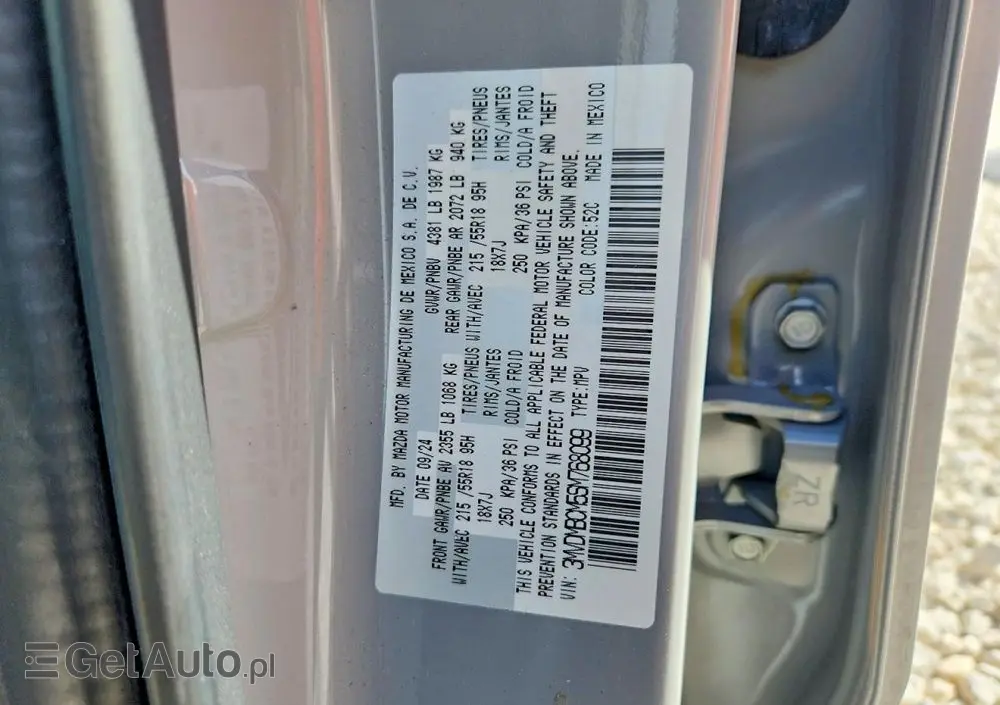 MFD. BY MAZDA MOTOR MANUFACTURING DE MEXICO S.A. DE C.V.
DATE 09/24 GVWR/PNBV 4381 LB 1987 KG
FRONT GAWR/PNBE AV 2355 LB 1068 KG REAR GAWR/PNBE AR 2072 LB 940 KG
WITH/AVEC 215 /55R18 95H TIRES/PNEUS WITH/AVEC 215 /55R18 95H TIRES/PNEUS
18X7J RIMS/JANTES 18X7J RIMS/JANTES
250 KPA/36 PSI COLD/A FROID 250 KPA/36 PSI COLD/A FROID
THIS VEHICLE CONFORMS TO ALL APPLICABLE FEDERAL MOTOR VEHICLE SAFETY AND THEFT
PREVENTION STANDARDS IN EFFECT ON THE DATE OF MANUFACTURE SHOWN ABOVE.
VIN: 3MVDMBCM5SM768099 TYPE:MPV COLOR CODE:52C MADE IN MEXICO
ZR
GetAuto.pl